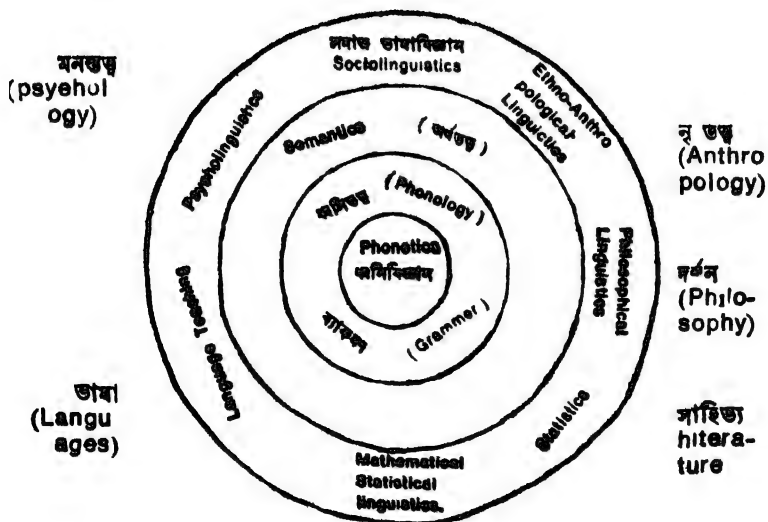 সমাজ ভাষাবিজ্ঞান
Soctolinguistics
মনস্তত্ব
(psyehol
ogy)
Psycholinguistics
Ethno-Anthro
pological
Linguictics
Semantics
(অর্থতত্ত্ব)
নৃ তত্ত্ব
(Anthro
pology)
ধ্বনিতত্ত্ব
(Phonology)
Phonetics
ধ্বনিবিজ্ঞান
Philosophical
Linguistics
দর্শন
(Philo-
sophy)
ব্যাকরণ
(Grammer)
Language Teaching
ভাষা
(Langu
ages)
Statistics
সাহিত্য
hitera-
ture
Mathematical
Statistical
linguistics.